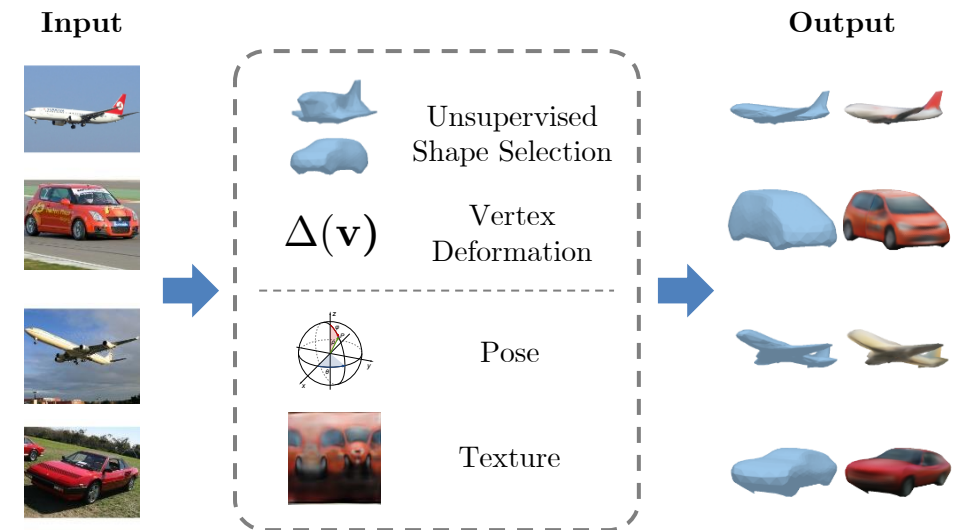 Input
Output
Unsupervised
Shape Selection
Δ(v)
Vertex
Deformation
z
y
x
Pose
Texture